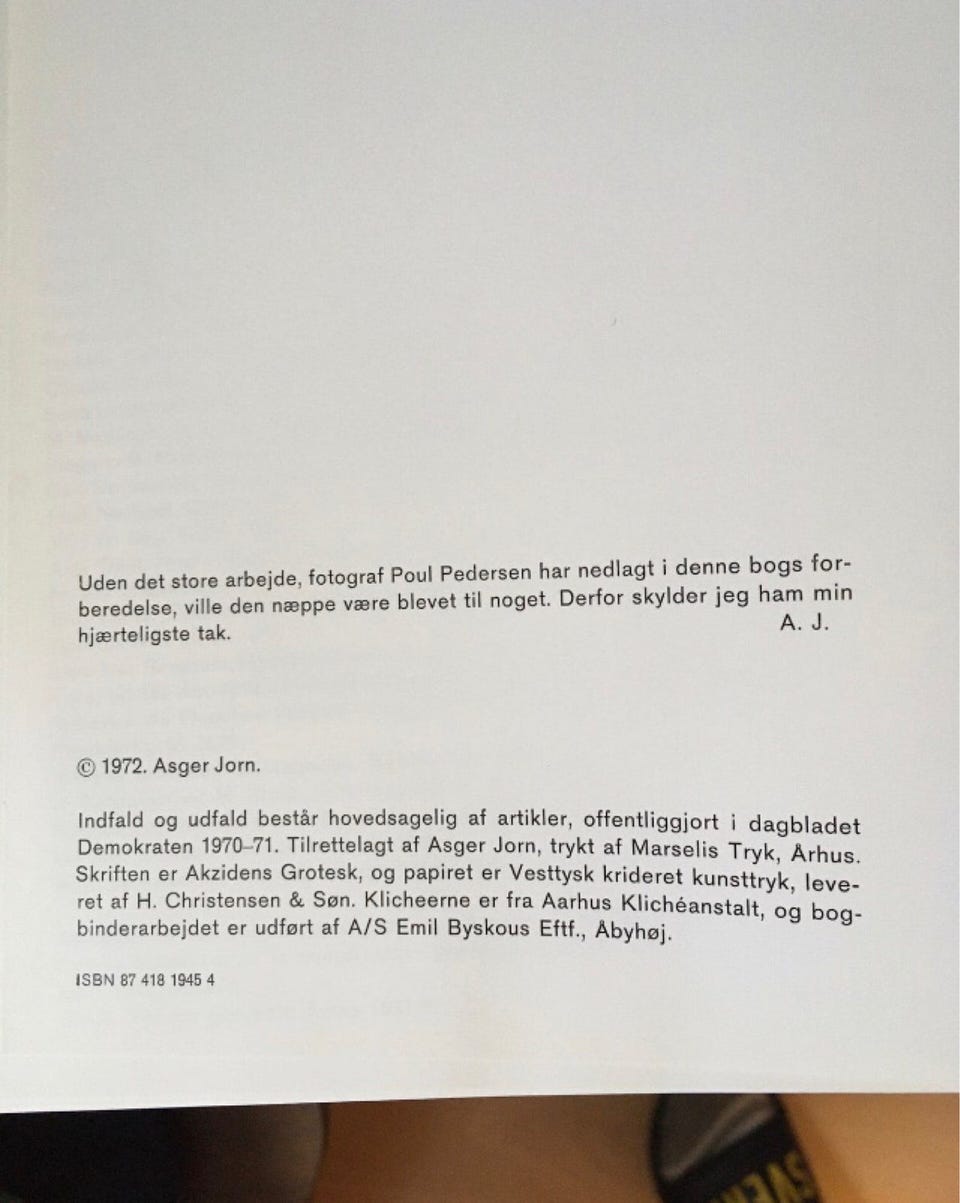 Uden det store arbejde, fotograf Poul Pedersen har nedlagt i denne bogs for-
beredelse, ville den næppe være blevet til noget. Derfor skylder jeg ham min
hjærteligste tak. A. J.
© 1972. Asger Jorn.
Indfald og udfald består hovedsagelig af artikler, offentliggjort i dagbladet
Demokraten 1970–71. Tilrettelagt af Asger Jorn, trykt af Marselis Tryk, Århus.
Skriften er Akzidens Grotesk, og papiret er Vesttysk krideret kunsttryk, leve-
ret af H. Christensen & Søn. Klicheerne er fra Aarhus Klichéanstalt, og bog-
binderarbejdet er udført af A/S Emil Byskous Eftf., Åbyhøj.
ISBN 87 418 1945 4